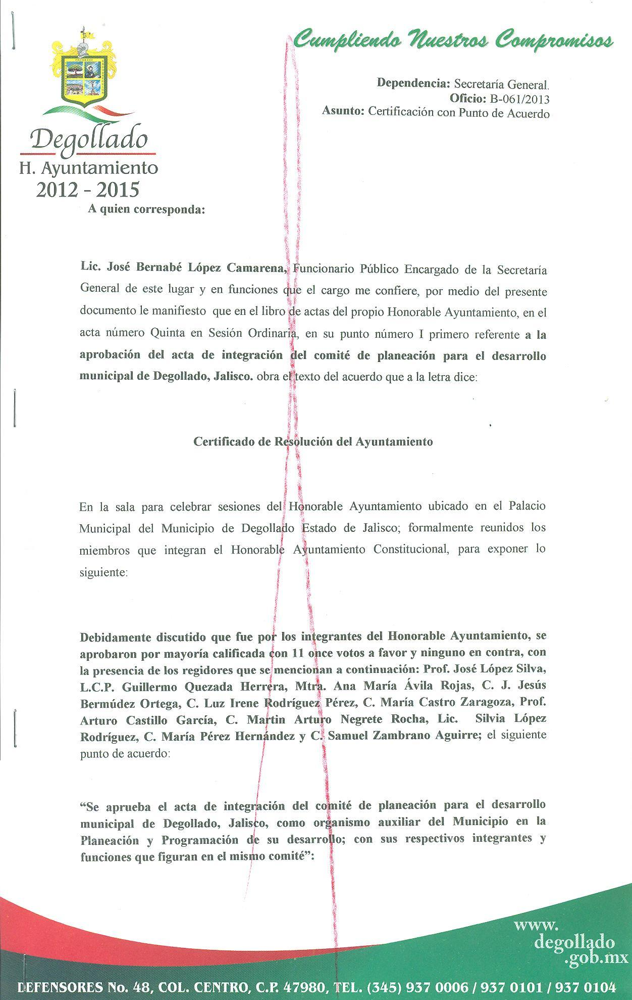 Cumpliendo Nuestros Compromisos
Dependencia: Secretaría General.
Oficio: B-061/2013
Asunto: Certificación con Punto de Acuerdo
PROGRESO
Degollado
H. Ayuntamiento
2012 - 2015
A quien corresponda:
Lic. José Bernabé López Camarena, Funcionario Público Encargado de la Secretaría
General de este lugar y en funciones que el cargo me confiere, por medio del presente
documento le manifiesto que en el libro de actas del propio Honorable Ayuntamiento, en el
acta número Quinta en Sesión Ordinaria, en su punto número I primero referente a la
aprobación del acta de integración del comité de planeación para el desarrollo
municipal de Degollado, Jalisco. obra el texto del acuerdo que a la letra dice:
Certificado de Resolución del Ayuntamiento
En la sala para celebrar sesiones del Honorable Ayuntamiento ubicado en el Palacio
Municipal del Municipio de Degollado Estado de Jalisco; formalmente reunidos los
miembros que integran el Honorable Ayuntamiento Constitucional, para exponer lo
siguiente:
Debidamente discutido que fue por los integrantes del Honorable Ayuntamiento, se
aprobaron por mayoría calificada con 11 once votos a favor y ninguno en contra, con
la presencia de los regidores que se mencionan a continuación: Prof. José López Silva,
L.C.P. Guillermo Quezada Herrera, Mtra. Ana María Ávila Rojas, C. J. Jesús
Bermúdez Ortega, C. Luz Irene Rodríguez Pérez, C. María Castro Zaragoza, Prof.
Arturo Castillo García, C. Martin Arturo Negrete Rocha, Lic. Silvia López
Rodríguez, C. María Pérez Hernández y C. Samuel Zambrano Aguirre; el siguiente
punto de acuerdo:
“Se aprueba el acta de integración del comité de planeación para el desarrollo
municipal de Degollado, Jalisco, como organismo auxiliar del Municipio en la
Planeación y Programación de su desarrollo; con sus respectivos integrantes y
funciones que figuran en el mismo comité”:
www.
degollado
.gob.mx
DEFENSORES No. 48, COL. CENTRO, C.P. 47980, TEL. (345) 937 0006 / 937 0101 / 937 0104